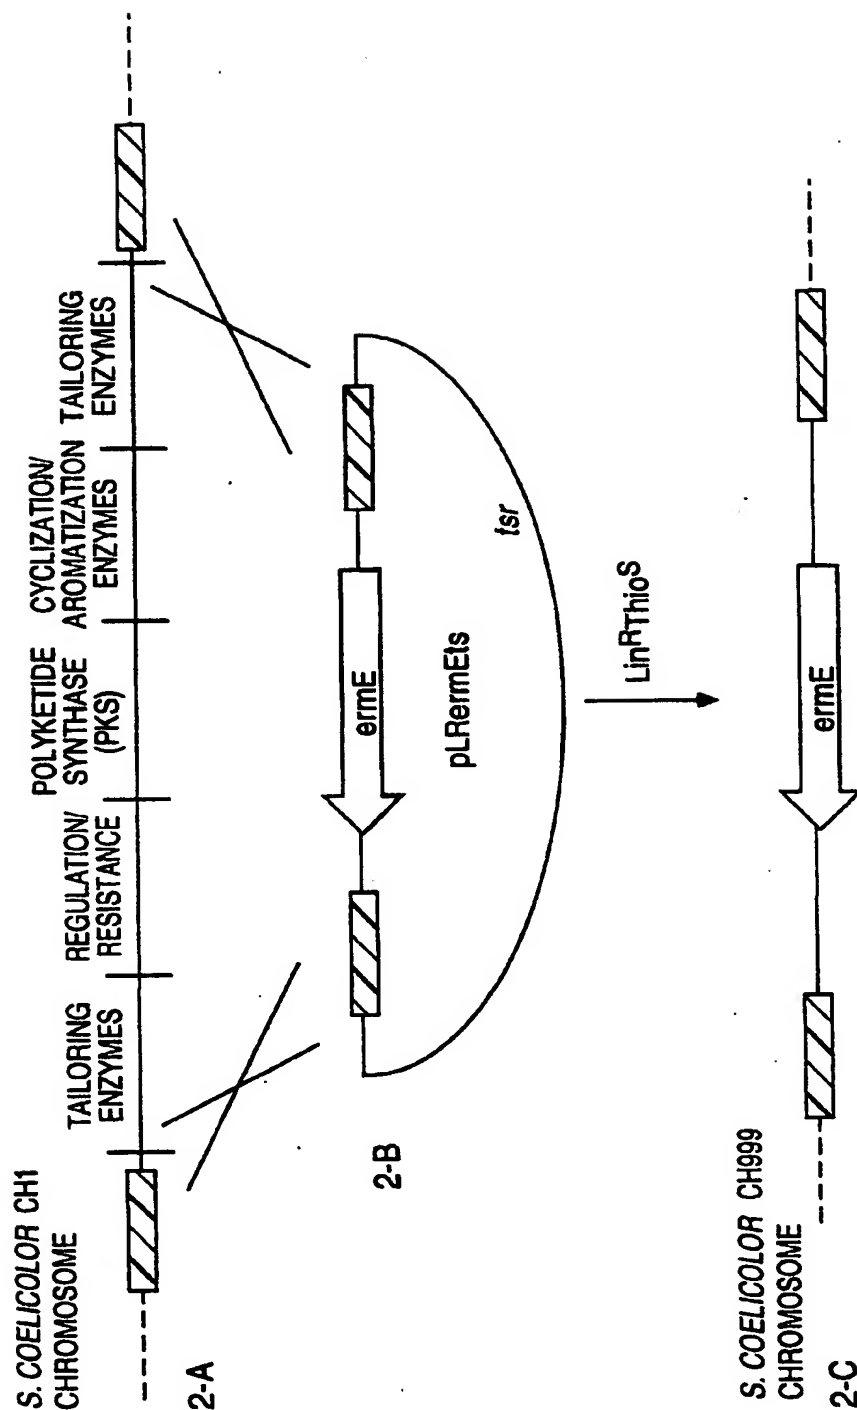 S. COELICOLOR CH1
CHROMOSOME
2-A
TAILORING
ENZYMES
REGULATION/
RESISTANCE
POLYKETIDE
SYNTHASE
(PKS)
CYCLIZATION/
AROMATIZATION
ENZYMES
TAILORING
ENZYMES
2-B
ermE
pLRermEts
tsr
LinRThioS
S. COELICOLOR CH999
CHROMOSOME
2-C
ermE